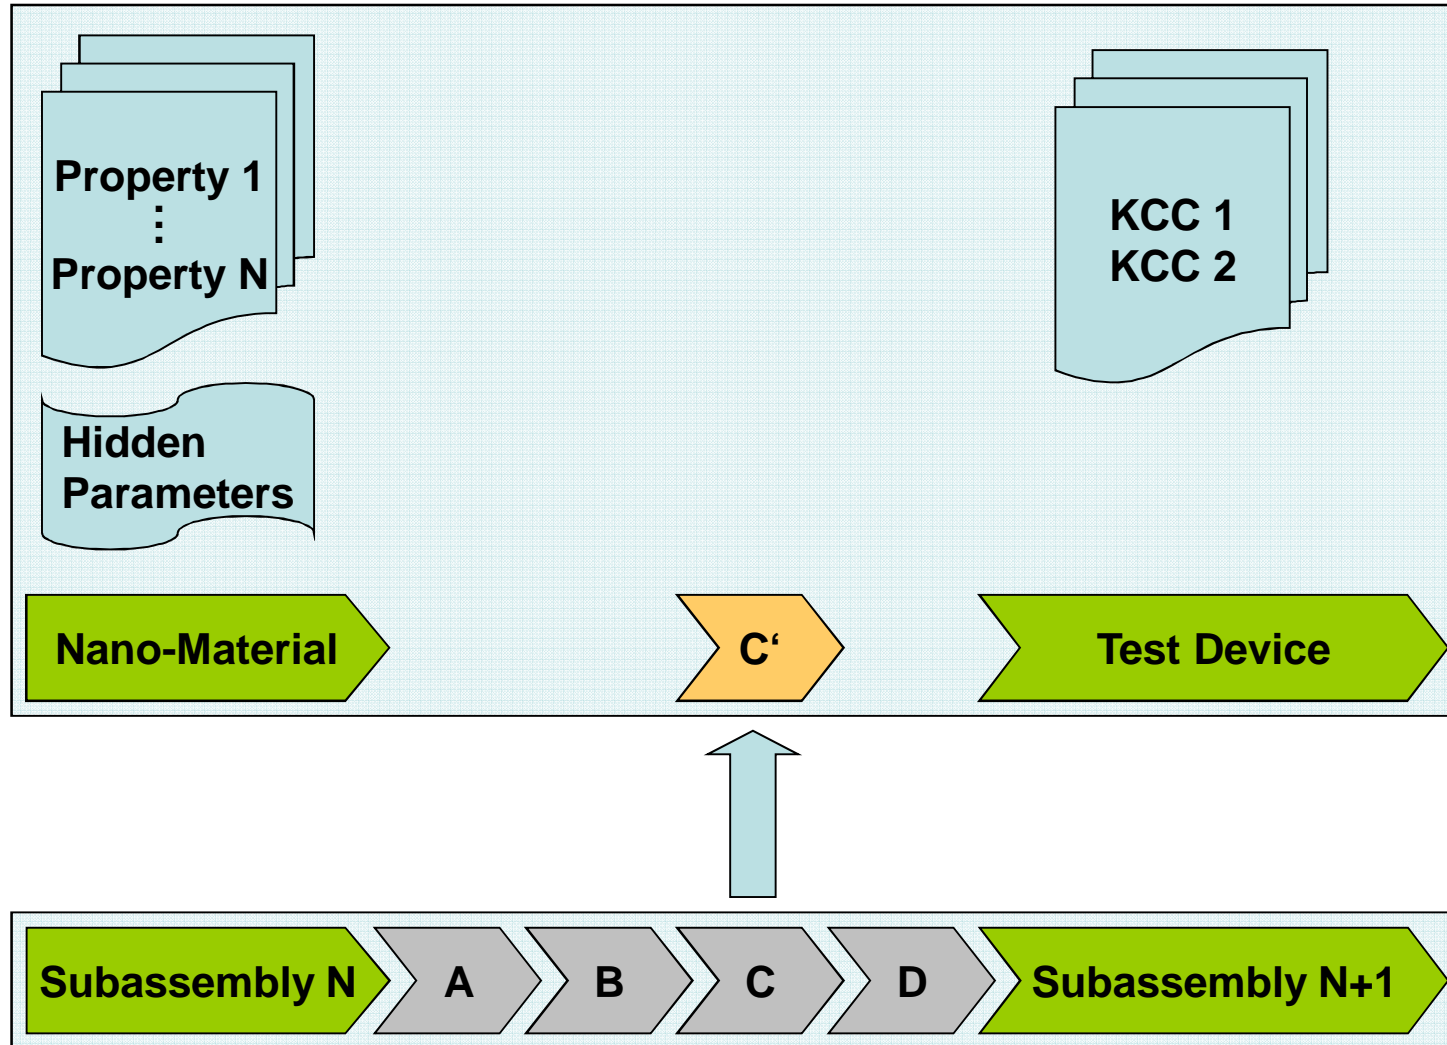 Property 1
⋮
Property N
KCC 1
KCC 2
Hidden
Parameters
Nano-Material
C‘
Test Device
Subassembly N
A
B
C
D
Subassembly N+1